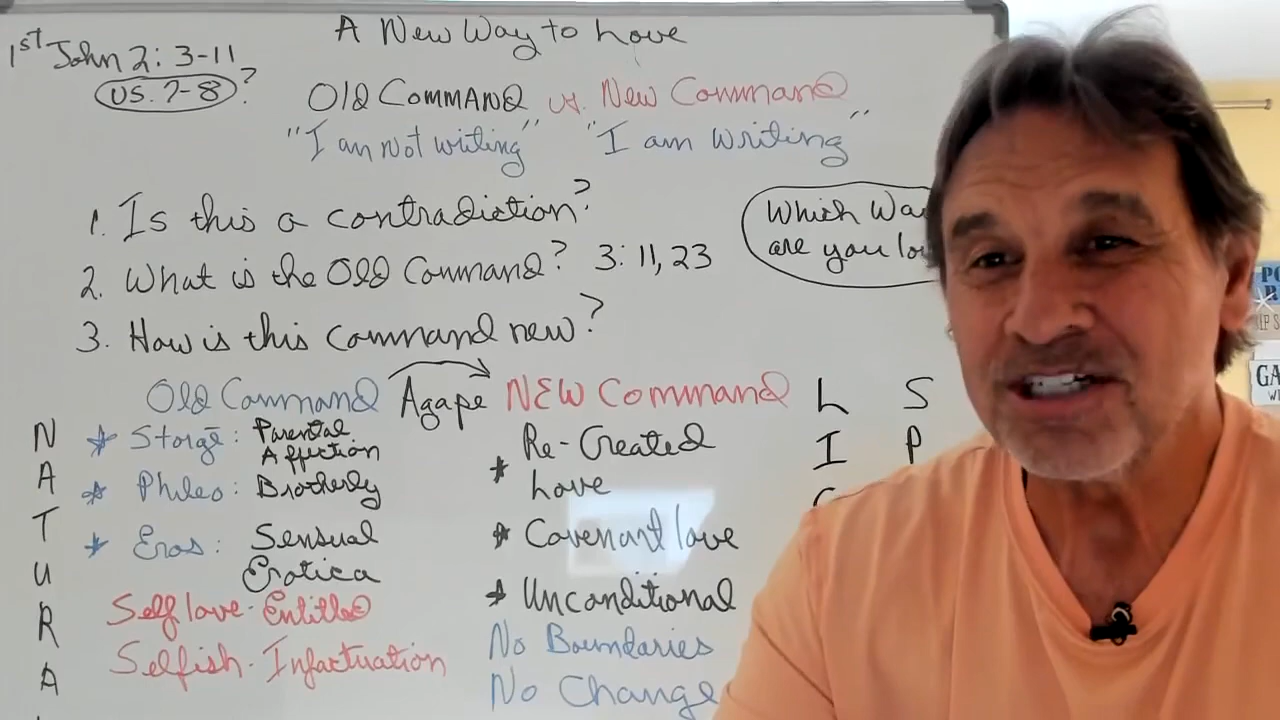 A New Way to Love
1st John 2: 3-11
vs. 7-8?
Old Command vs. New Command
"I am not writing" "I am writing"
1. Is this a contradiction?
Which Wa
are you lo
2. What is the Old Command? 3: 11, 23
3. How is this command new?
Old Command Agape NEW Command
* Storgē: Parental Affection
* Phileo: Brotherly
* Eros: Sensual
Erotica
Self love - Entitled
Selfish - Infactuation
* Re-Created
Love
* Covenant love
* Unconditional
No Boundaries
No Change
N
A
T
U
R
A
L
I
S
P
GA